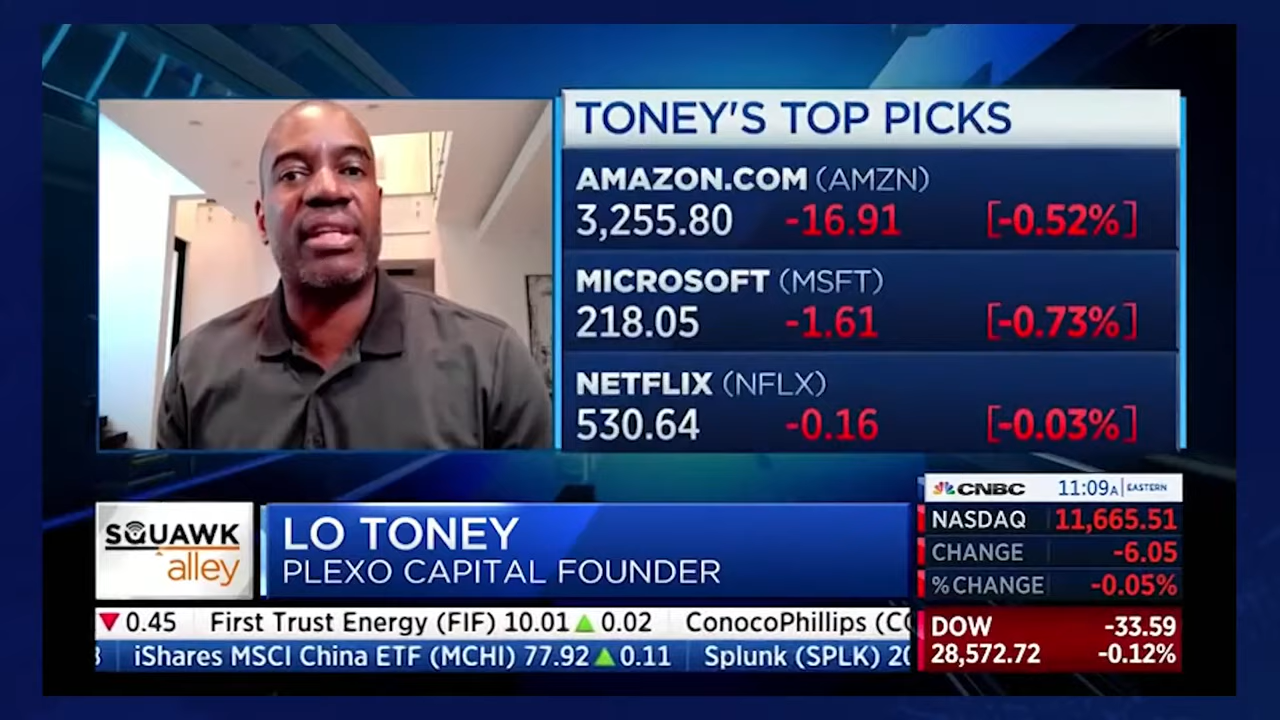 TONEY'S TOP PICKS
AMAZON.COM (AMZN)
3,255.80 -16.91 [-0.52%]
MICROSOFT (MSFT)
218.05 -1.61 [-0.73%]
NETFLIX (NFLX)
530.64 -0.16 [-0.03%]
SQUAWK
alley
LO TONEY
PLEXO CAPITAL FOUNDER
CNBC 11:09A EASTERN
NASDAQ 11,665.51
CHANGE -6.05
% CHANGE -0.05%
DOW -33.59
28,572.72 -0.12%
▼ 0.45 First Trust Energy (FIF) 10.01 ▲ 0.02 ConocoPhillips
iShares MSCI China ETF (MCHI) 77.92 ▲ 0.11 Splunk (SPLK)